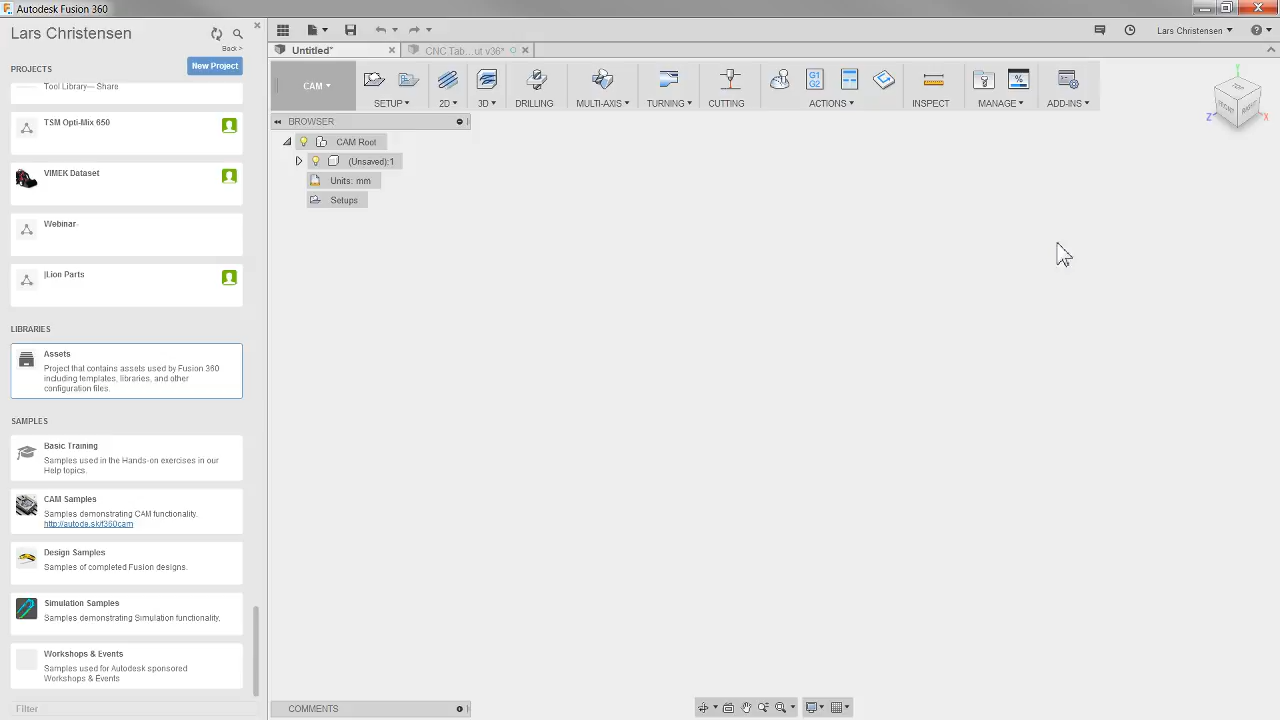 Autodesk Fusion 360
Lars Christensen
Back >
PROJECTS
New Project
Tool Library— Share
TSM Opti-Mix 650
VIMEK Dataset
Webinar
|Lion Parts
LIBRARIES
Assets
Project that contains assets used by Fusion 360
including templates, libraries, and other
configuration files.
SAMPLES
Basic Training
Samples used in the Hands-on exercises in our
Help topics.
CAM Samples
Samples demonstrating CAM functionality.
http://autode.sk/f360cam
Design Samples
Samples of completed Fusion designs.
Simulation Samples
Samples demonstrating Simulation functionality.
Workshops & Events
Samples used for Autodesk sponsored
Workshops & Events
Filter
Lars Christensen
Untitled*
CNC Tab...ut v36*
CAM
SETUP
2D
3D
DRILLING
MULTI-AXIS
TURNING
CUTTING
G1
G2
ACTIONS
INSPECT
MANAGE
ADD-INS
BROWSER
CAM Root
(Unsaved):1
Units: mm
Setups
Y
TOP
FRONT
RIGHT
Z
X
COMMENTS